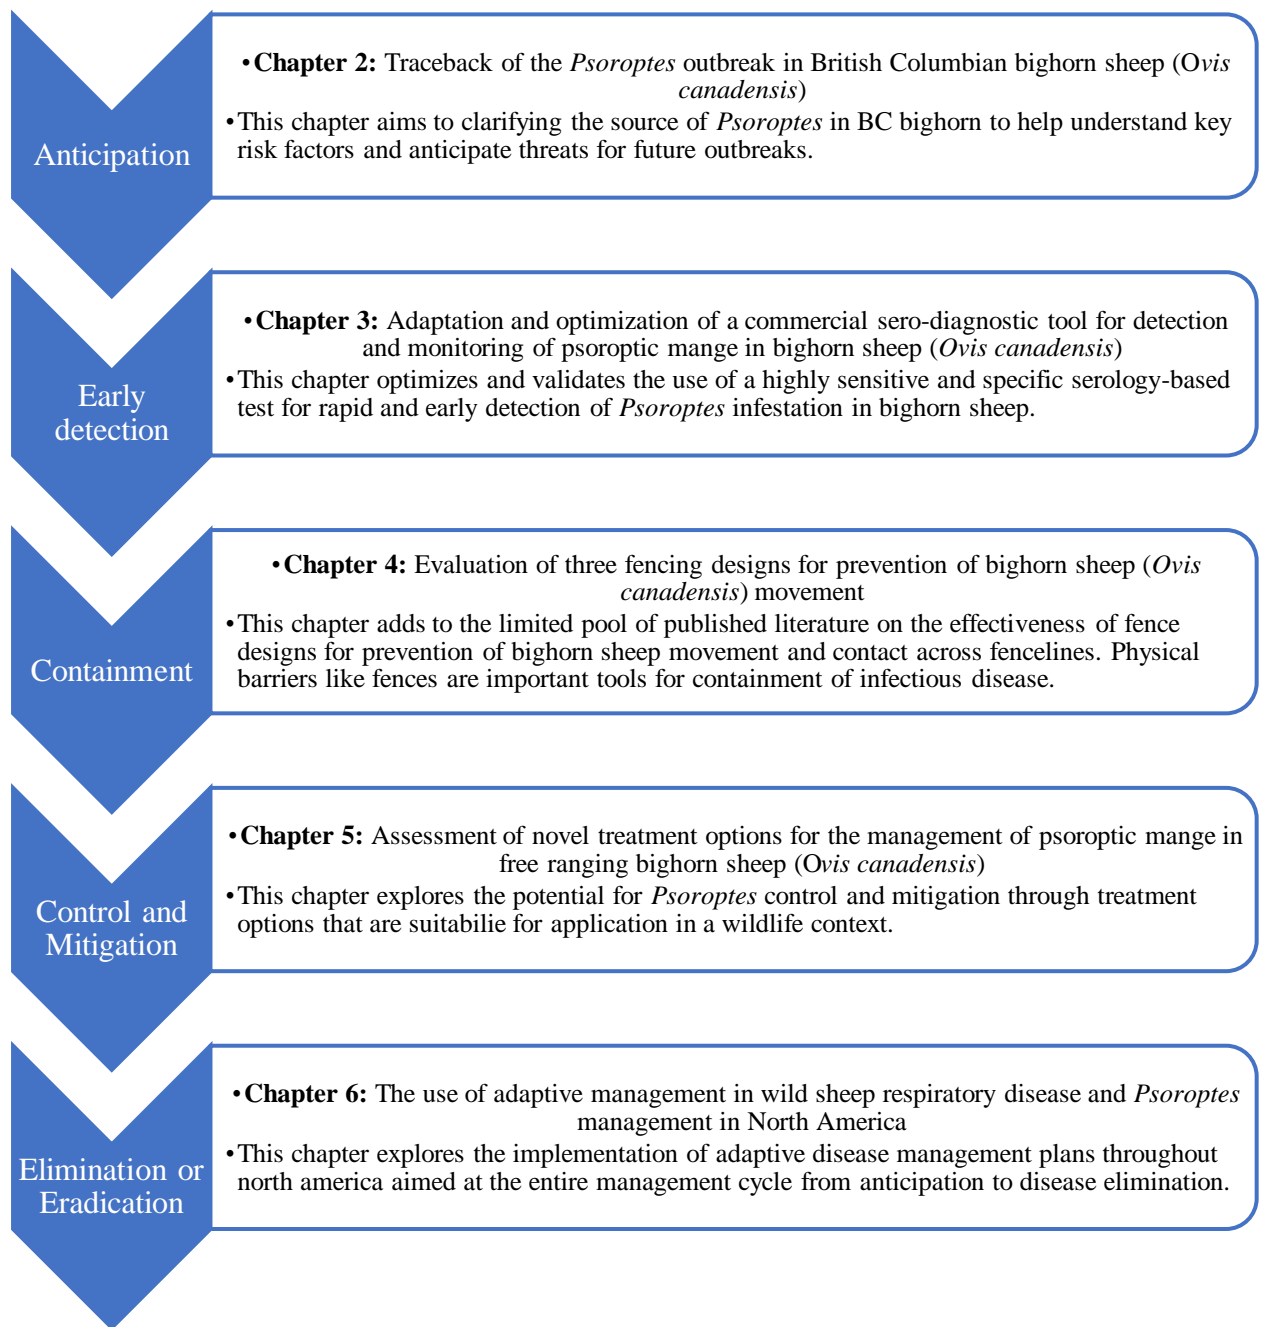 Anticipation
•Chapter 2: Traceback of the Psoroptes outbreak in British Columbian bighorn sheep (Ovis
canadensis)
•This chapter aims to clarifying the source of Psoroptes in BC bighorn to help understand key
risk factors and anticipate threats for future outbreaks.
Early
detection
•Chapter 3: Adaptation and optimization of a commercial sero-diagnostic tool for detection
and monitoring of psoroptic mange in bighorn sheep (Ovis canadensis)
•This chapter optimizes and validates the use of a highly sensitive and specific serology-based
test for rapid and early detection of Psoroptes infestation in bighorn sheep.
Containment
•Chapter 4: Evaluation of three fencing designs for prevention of bighorn sheep (Ovis
canadensis) movement
•This chapter adds to the limited pool of published literature on the effectiveness of fence
designs for prevention of bighorn sheep movement and contact across fencelines. Physical
barriers like fences are important tools for containment of infectious disease.
Control and
Mitigation
•Chapter 5: Assessment of novel treatment options for the management of psoroptic mange in
free ranging bighorn sheep (Ovis canadensis)
•This chapter explores the potential for Psoroptes control and mitigation through treatment
options that are suitabilie for application in a wildlife context.
Elimination or
Eradication
•Chapter 6: The use of adaptive management in wild sheep respiratory disease and Psoroptes
management in North America
•This chapter explores the implementation of adaptive disease management plans throughout
north america aimed at the entire management cycle from anticipation to disease elimination.